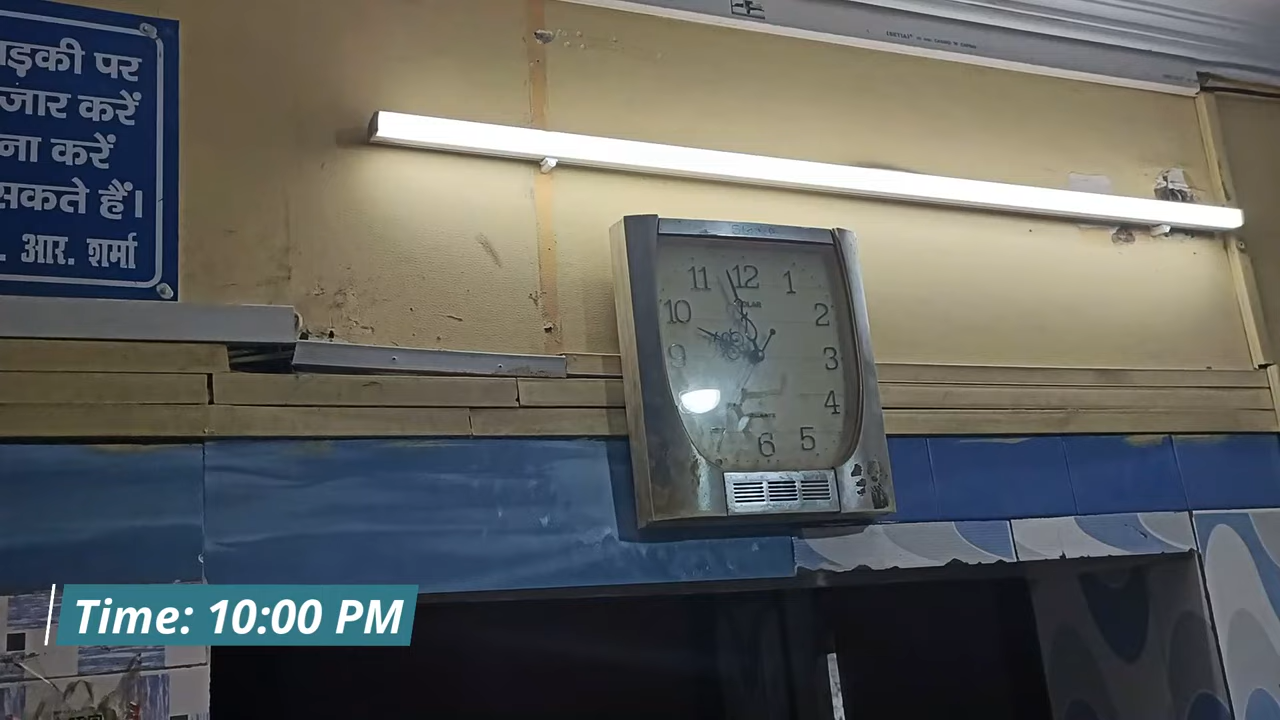 ड़की पर
जार करें
ना करें
सकते हैं।
. आर. शर्मा
11 12 1
10 2
9 3
4
7 6 5
Time: 10:00 PM